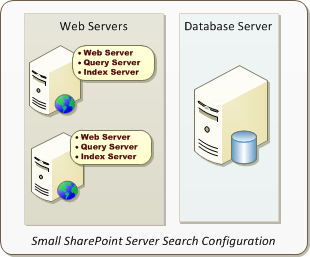 Web Servers
• Web Server
• Query Server
• Index Server
• Web Server
• Query Server
• Index Server
Database Server
Small SharePoint Server Search Configuration